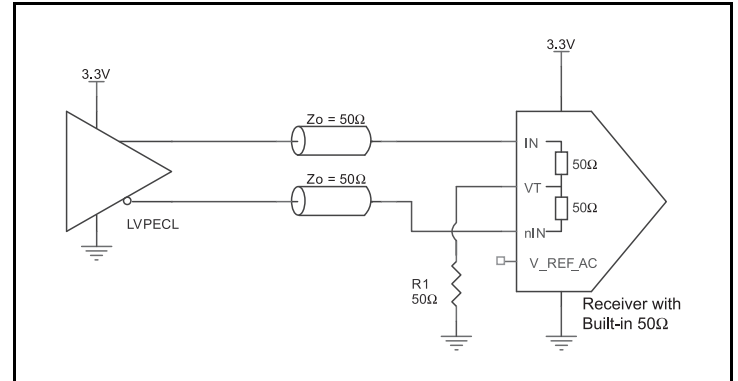 3.3V
3.3V
Zo = 50Ω
IN
50Ω
Zo = 50Ω
VT
50Ω
LVPECL
nIN
V_REF_AC
R1
50Ω
Receiver with
Built-in 50Ω